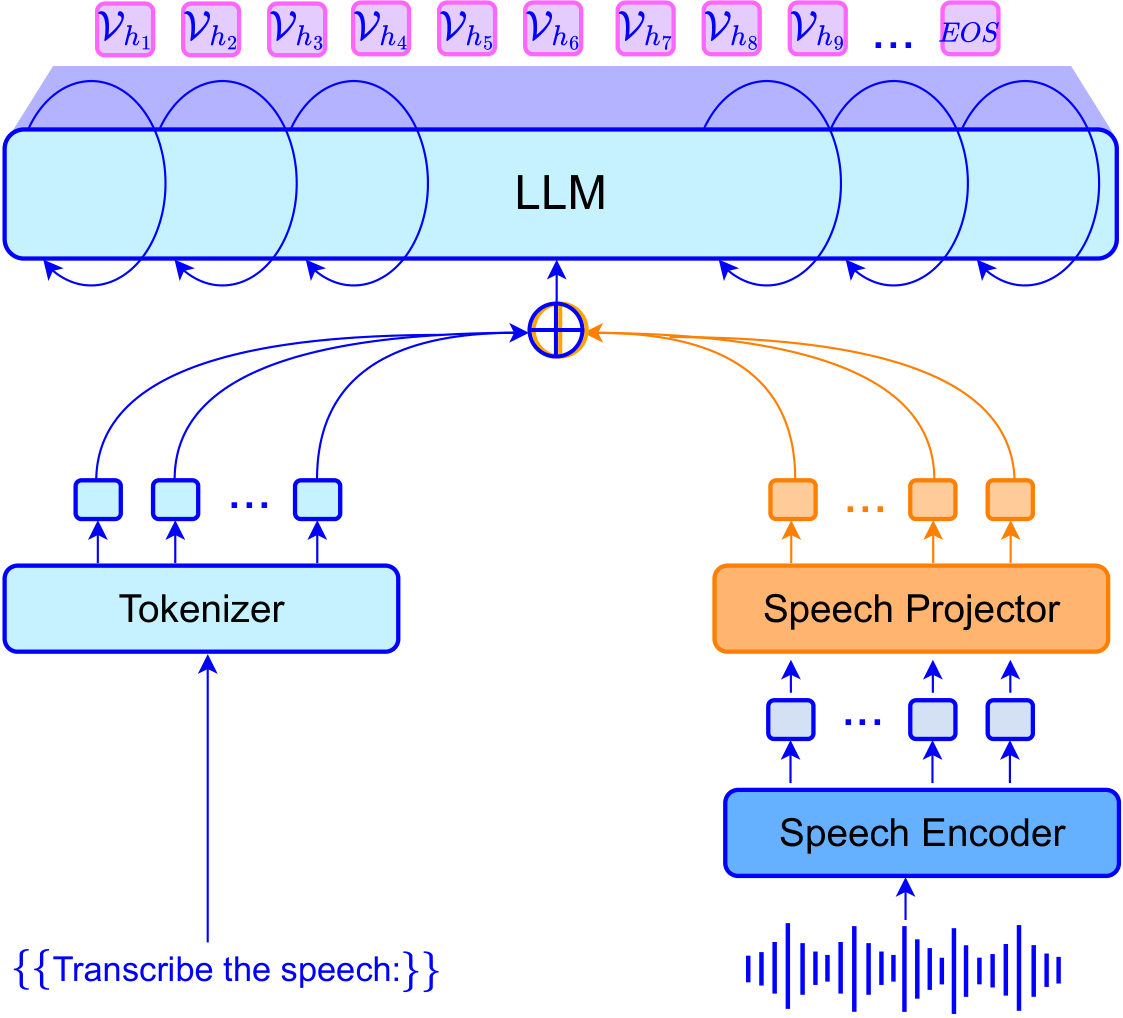 𝒱h₁ 𝒱h₂ 𝒱h₃ 𝒱h₄ 𝒱h₅ 𝒱h₆ 𝒱h₇ 𝒱h₈ 𝒱h₉ ... EOS
LLM
... ...
Tokenizer Speech Projector
...
Speech Encoder
{{Transcribe the speech:}}